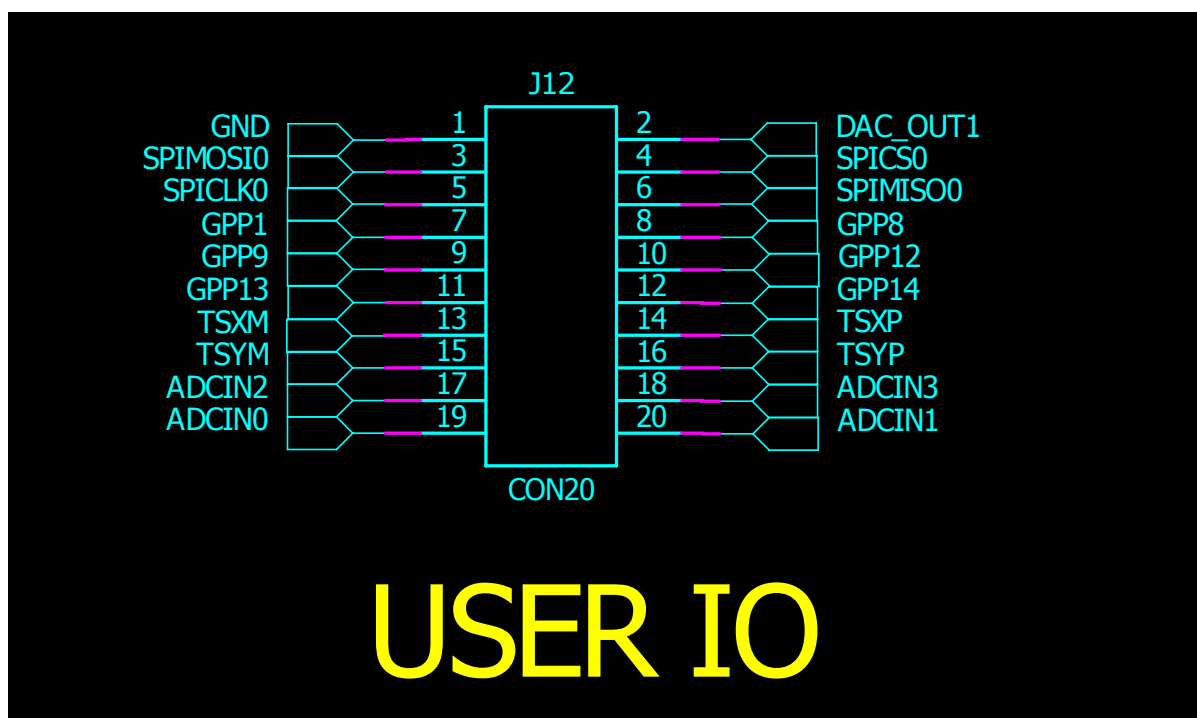 J12
GND 1 2 DAC_OUT1
SPIMOSI0 3 4 SPICS0
SPICLK0 5 6 SPIMISO0
GPP1 7 8 GPP8
GPP9 9 10 GPP12
GPP13 11 12 GPP14
TSXM 13 14 TSXP
TSYM 15 16 TSYP
ADCIN2 17 18 ADCIN3
ADCIN0 19 20 ADCIN1
CON20
USER IO